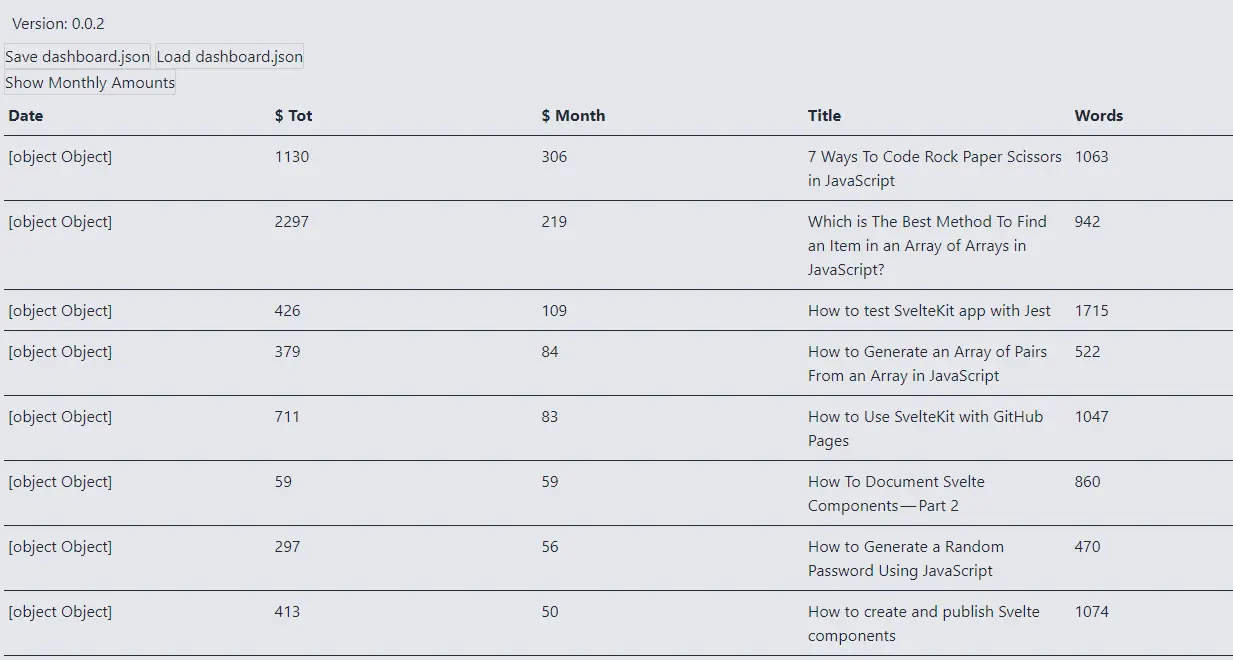 Version: 0.0.2
Save dashboard.json Load dashboard.json
Show Monthly Amounts
Date $ Tot $ Month Title Words
[object Object] 1130 306 7 Ways To Code Rock Paper Scissors 1063
in JavaScript
[object Object] 2297 219 Which is The Best Method To Find 942
an Item in an Array of Arrays in
JavaScript?
[object Object] 426 109 How to test SvelteKit app with Jest 1715
[object Object] 379 84 How to Generate an Array of Pairs 522
From an Array in JavaScript
[object Object] 711 83 How to Use SvelteKit with GitHub 1047
Pages
[object Object] 59 59 How To Document Svelte 860
Components — Part 2
[object Object] 297 56 How to Generate a Random 470
Password Using JavaScript
[object Object] 413 50 How to create and publish Svelte 1074
components